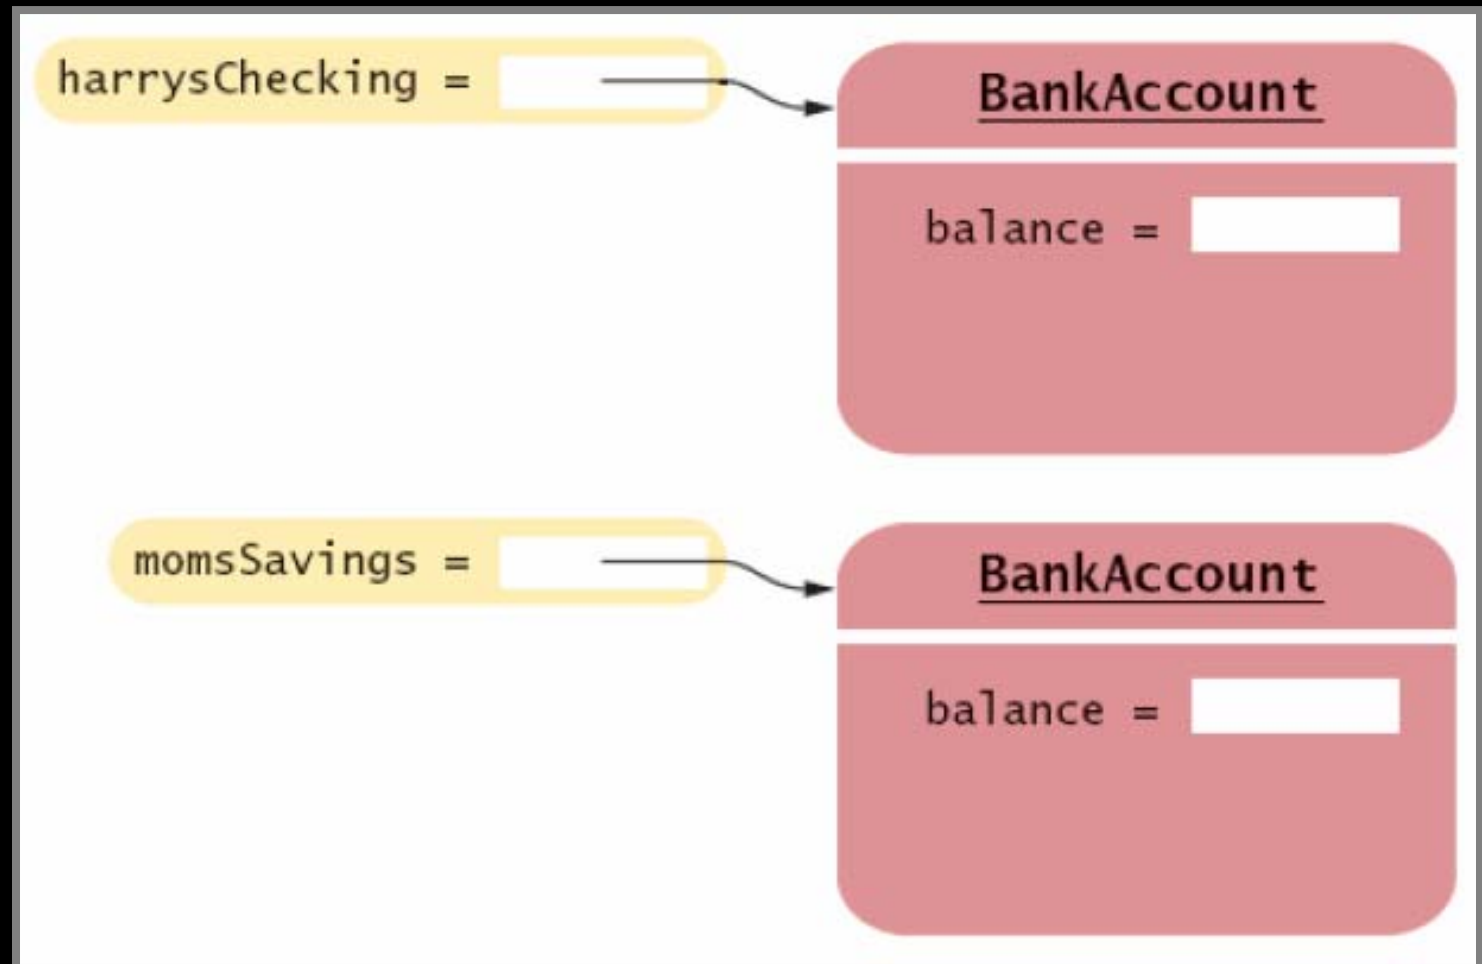 harrysChecking =
BankAccount
balance =
momsSavings =
BankAccount
balance =